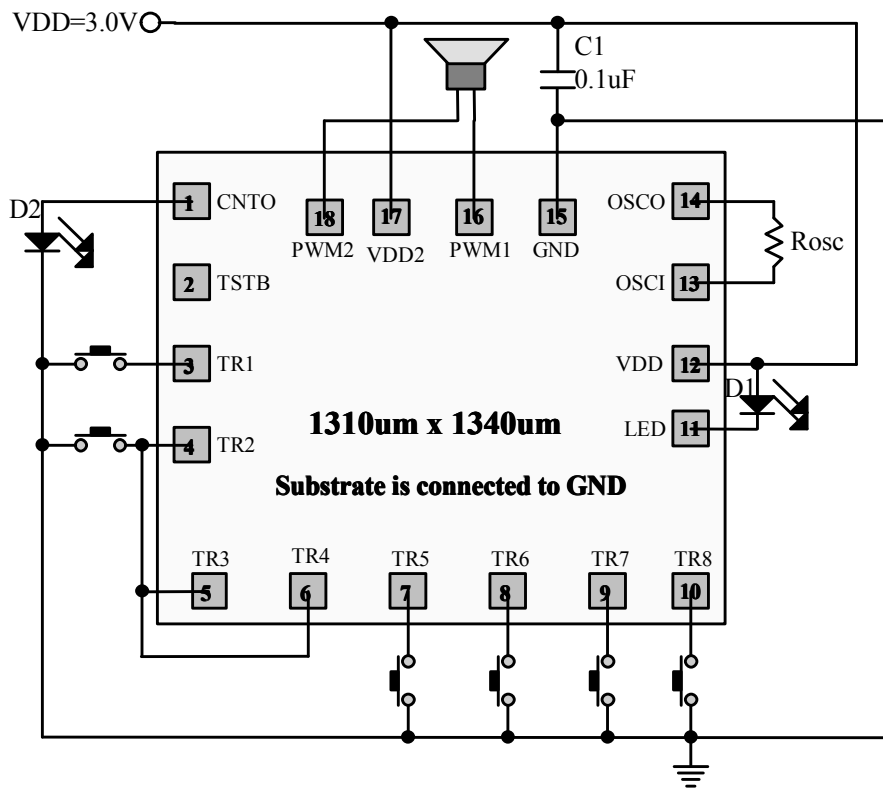 VDD=3.0V
C1
0.1uF
D2
1
CNTO
18
17
16
15
14
OSCO
PWM2
VDD2
PWM1
GND
Rosc
2
TSTB
OSCI
13
3
TR1
VDD
12
D1
1310um x 1340um
LED
11
4
TR2
Substrate is connected to GND
TR3
TR4
TR5
TR6
TR7
TR8
5
6
7
8
9
10